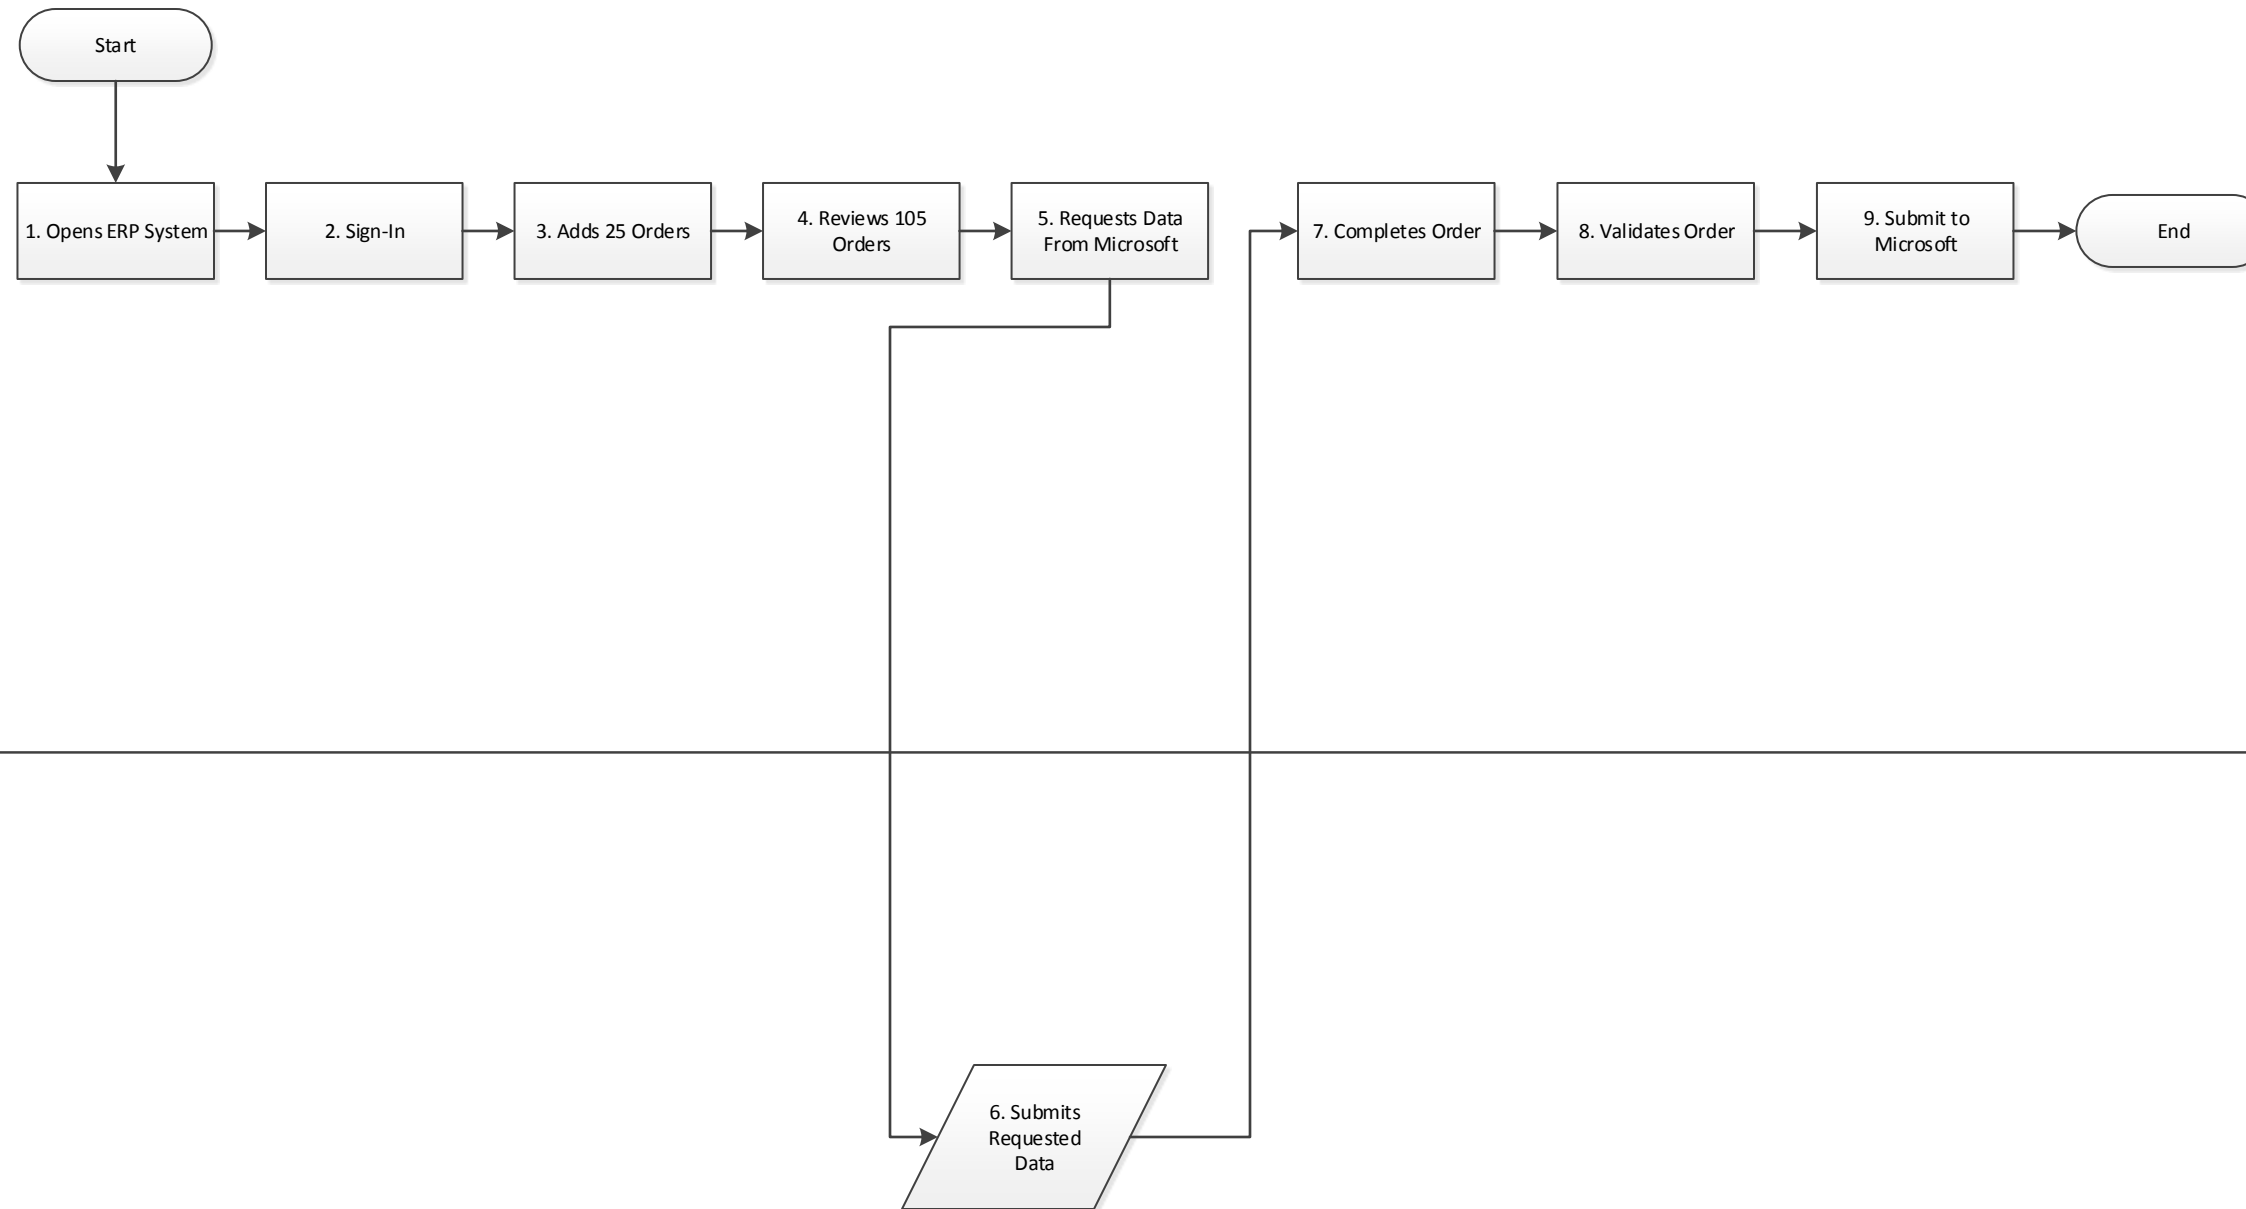 Start
1. Opens ERP System
2. Sign-In
3. Adds 25 Orders
4. Reviews 105
Orders
5. Requests Data
From Microsoft
7. Completes Order
8. Validates Order
9. Submit to
Microsoft
End
6. Submits
Requested
Data